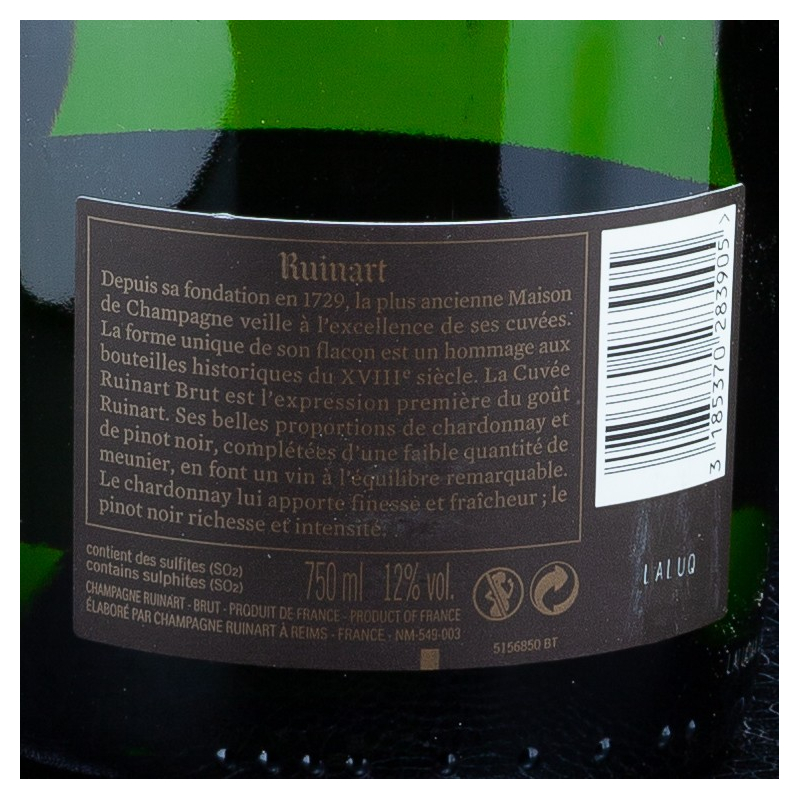 Ruinart
Depuis sa fondation en 1729, la plus ancienne Maison
de Champagne veille à l'excellence de ses cuvées.
La forme unique de son flacon est un hommage aux
bouteilles historiques du XVIIIe siècle. La Cuvée
Ruinart Brut est l'expression première du goût
Ruinart. Ses belles proportions de chardonnay et
de pinot noir, complétées d'une faible quantité de
meunier, en font un vin à l'équilibre remarquable.
Le chardonnay lui apporte finesse et fraîcheur ; le
pinot noir richesse et intensité.
contient des sulfites (SO2)
contains sulphites (SO2)
750 ml 12% vol.
CHAMPAGNE RUINART - BRUT - PRODUIT DE FRANCE - PRODUCT OF FRANCE
ÉLABORÉ PAR CHAMPAGNE RUINART À REIMS - FRANCE - NM-549-003
5156850 BT
3 185370 283905 >
LALUQ